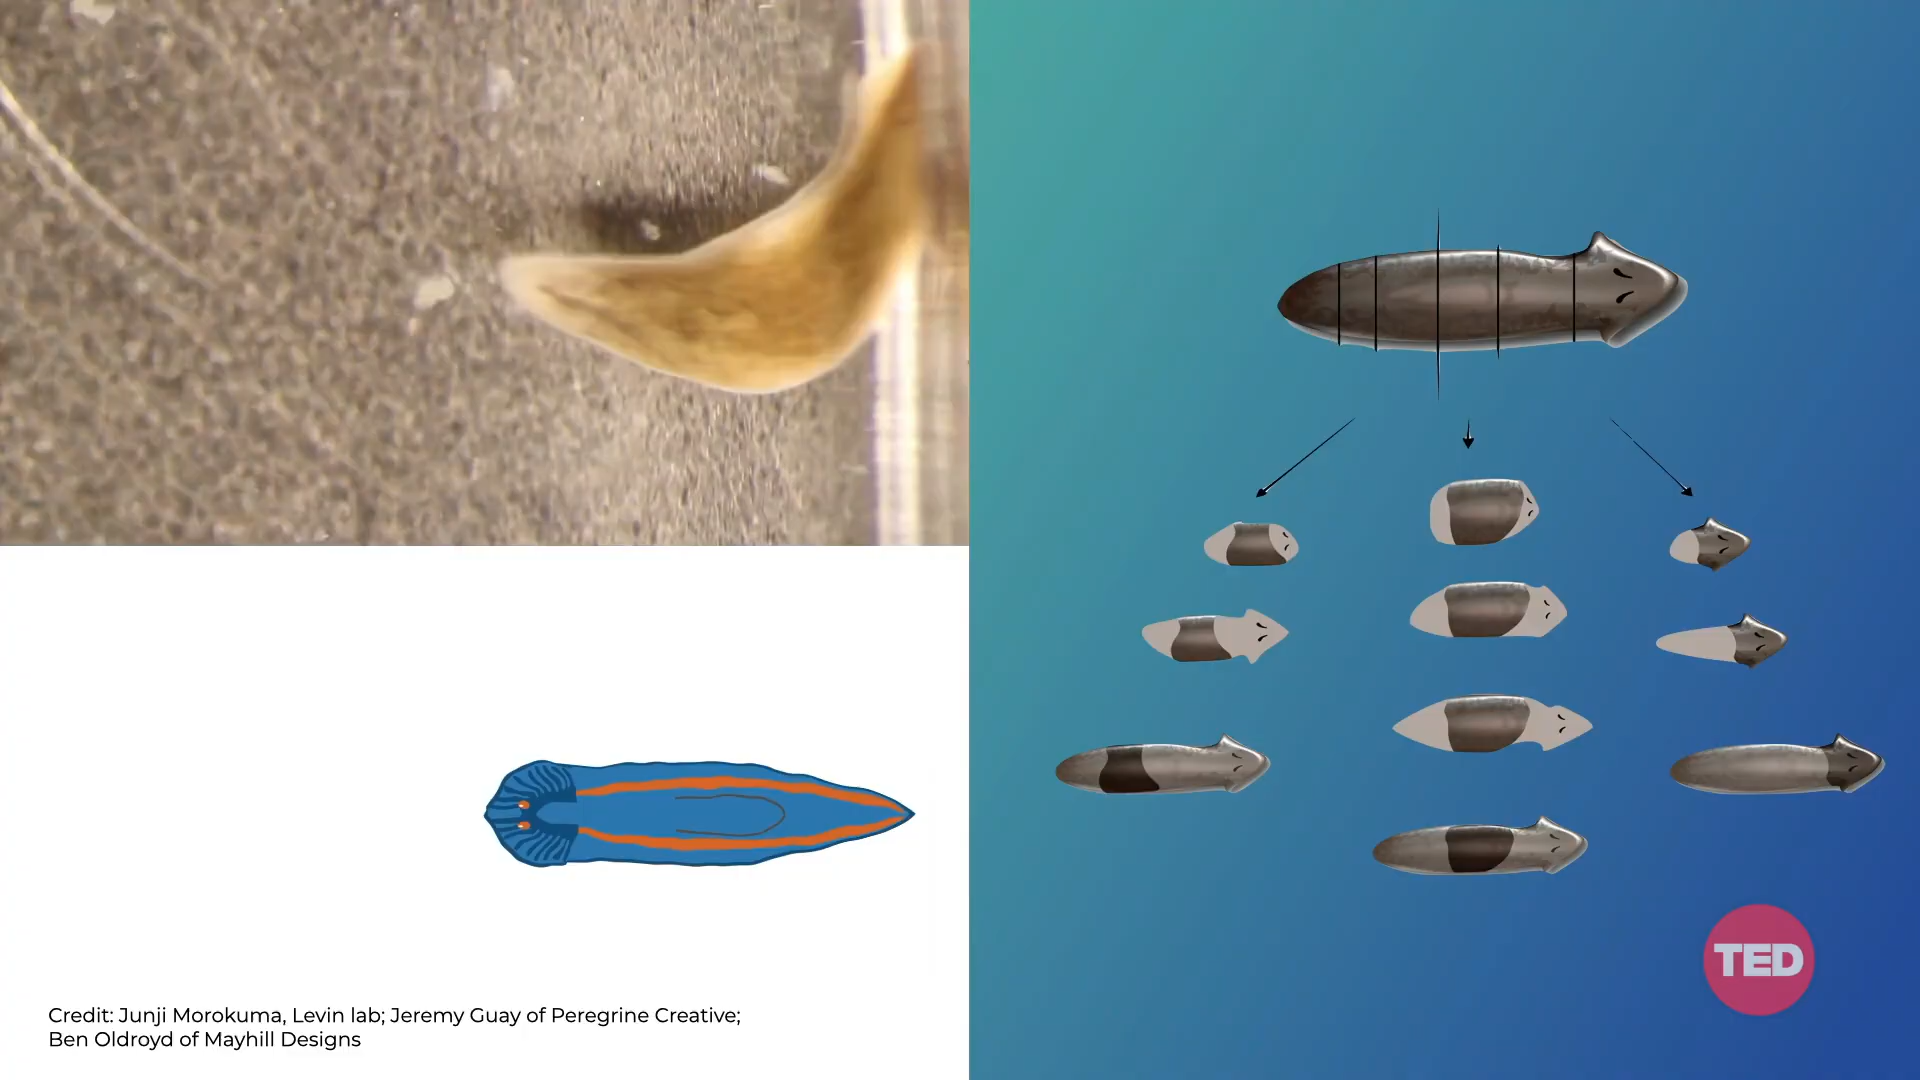 TED
Credit: Junji Morokuma, Levin lab; Jeremy Guay of Peregrine Creative;
Ben Oldroyd of Mayhill Designs